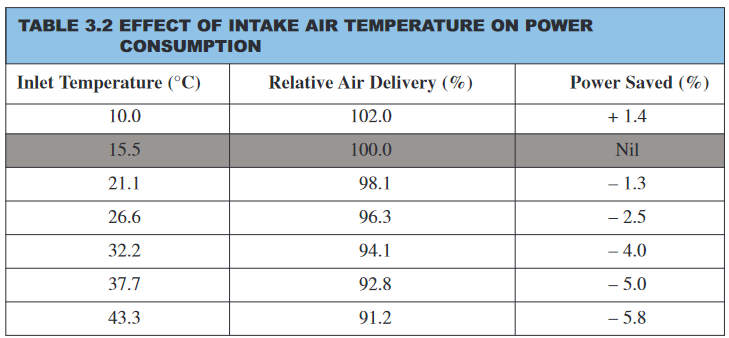 TABLE 3.2 EFFECT OF INTAKE AIR TEMPERATURE ON POWER
CONSUMPTION
Inlet Temperature (°C) Relative Air Delivery (%) Power Saved (%)
10.0 102.0 + 1.4
15.5 100.0 Nil
21.1 98.1 – 1.3
26.6 96.3 – 2.5
32.2 94.1 – 4.0
37.7 92.8 – 5.0
43.3 91.2 – 5.8